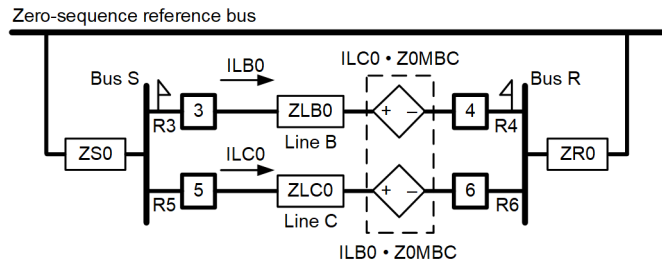 Zero-sequence reference bus
ILC0 • Z0MBC
Bus S
ILB0
Bus R
3
ZLB0
+ –
4
R3
Line B
R4
ZS0
ILC0
ZR0
5
ZLC0
+ –
6
R5
Line C
R6
ILB0 • Z0MBC